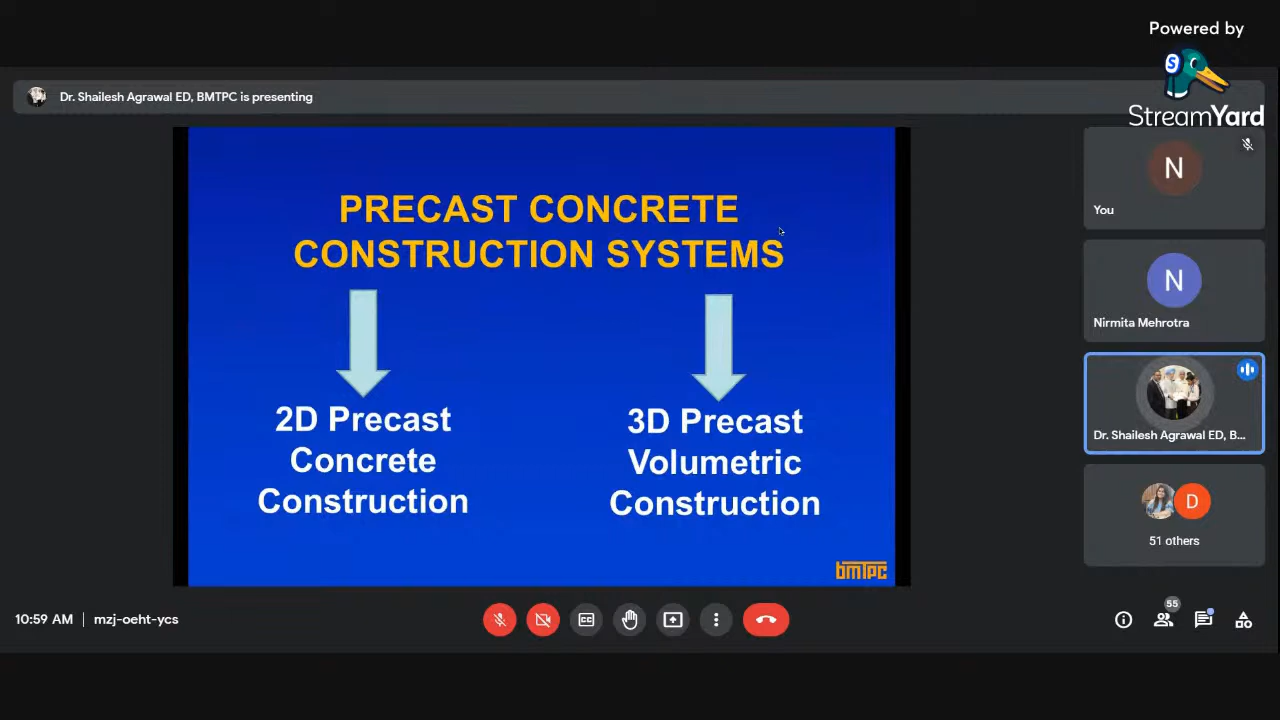 Powered by
StreamYard
Dr. Shailesh Agrawal ED, BMTPC is presenting
PRECAST CONCRETE
CONSTRUCTION SYSTEMS
2D Precast
Concrete
Construction
3D Precast
Volumetric
Construction
bmTPC
N
You
N
Nirmita Mehrotra
Dr. Shailesh Agrawal ED, B...
D
51 others
10:59 AM
mzj-oeht-ycs
CC
55